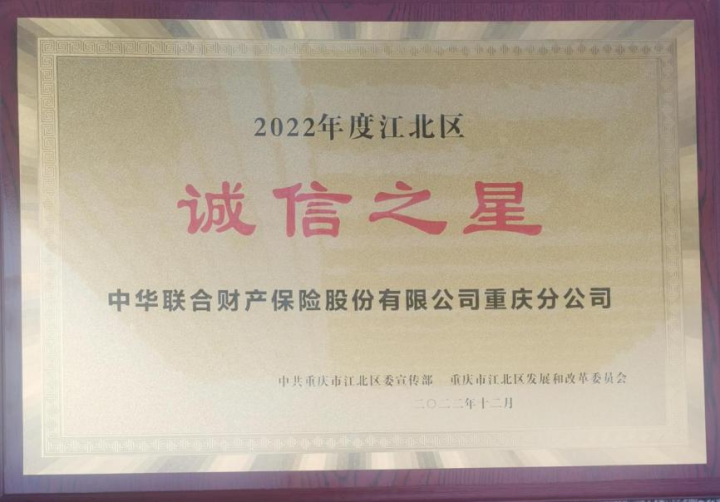 2022年度江北区
诚信之星
中华联合财产保险股份有限公司重庆分公司
中共重庆市江北区委宣传部 重庆市江北区发展和改革委员会
二〇二二年十二月